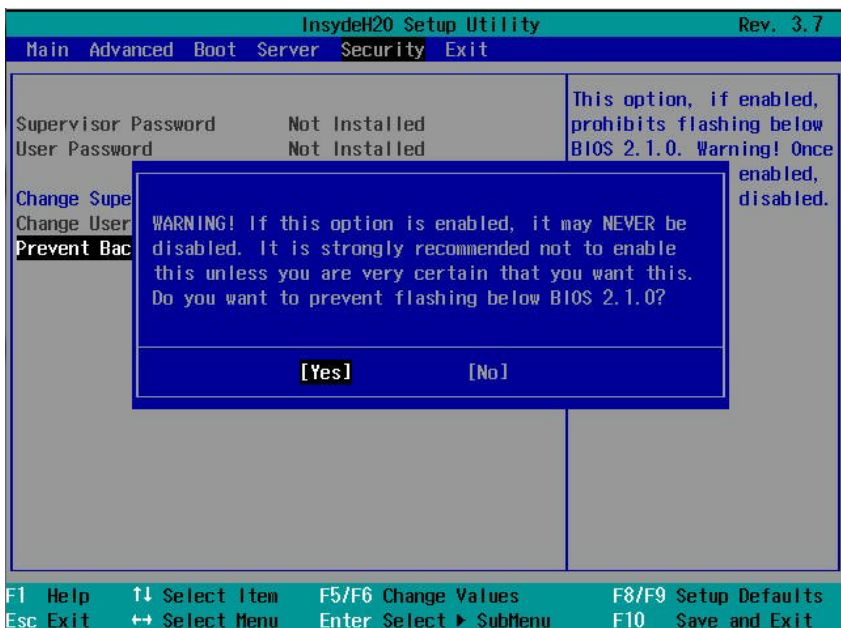 InsydeH20 Setup Utility Rev. 3.7
Main Advanced Boot Server Security Exit
This option, if enabled,
prohibits flashing below
BIOS 2.1.0. Warning! Once
enabled,
disabled.
Supervisor Password Not Installed
User Password Not Installed
Change Supe
Change User
Prevent Bac
WARNING! If this option is enabled, it may NEVER be
disabled. It is strongly recommended not to enable
this unless you are very certain that you want this.
Do you want to prevent flashing below BIOS 2.1.0?
[Yes] [No]
F1 Help ↑↓ Select Item F5/F6 Change Values F8/F9 Setup Defaults
Esc Exit ↔ Select Menu Enter Select ▶ SubMenu F10 Save and Exit